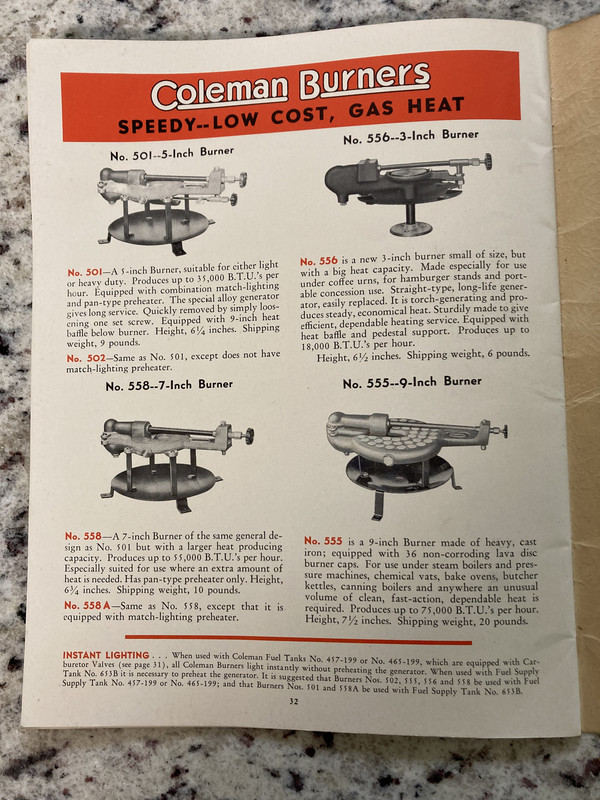 Coleman Burners
SPEEDY--LOW COST, GAS HEAT
No. 501--5-Inch Burner
No. 501—A 5-inch Burner, suitable for either light
or heavy duty. Produces up to 35,000 B.T.U.'s per
hour. Equipped with combination match-lighting
and pan-type preheater. The special alloy generator
gives long service. Quickly removed by simply loos-
ening one set screw. Equipped with 9-inch heat
baffle below burner. Height, 6¼ inches. Shipping
weight, 9 pounds.
No. 502—Same as No. 501, except does not have
match-lighting preheater.
No. 556--3-Inch Burner
No. 556 is a new 3-inch burner small of size, but
with a big heat capacity. Made especially for use
under coffee urns, for hamburger stands and port-
able concession use. Straight-type, long-life gener-
ator, easily replaced. It is torch-generating and pro-
duces steady, economical heat. Sturdily made to give
efficient, dependable heating service. Equipped with
heat baffle and pedestal support. Produces up to
18,000 B.T.U.'s per hour.
Height, 6½ inches. Shipping weight, 6 pounds.
No. 558--7-Inch Burner
No. 558—A 7-inch Burner of the same general de-
sign as No. 501 but with a larger heat producing
capacity. Produces up to 55,000 B.T.U.'s per hour.
Especially suited for use where an extra amount of
heat is needed. Has pan-type preheater only. Height,
6¾ inches. Shipping weight, 10 pounds.
No. 558A—Same as No. 558, except that it is
equipped with match-lighting preheater.
No. 555--9-Inch Burner
No. 555 is a 9-inch Burner made of heavy, cast
iron; equipped with 36 non-corroding lava disc
burner caps. For use under steam boilers and pres-
sure machines, chemical vats, bake ovens, butcher
kettles, canning boilers and anywhere an unusual
volume of clean, fast-action, dependable heat is
required. Produces up to 75,000 B.T.U.'s per hour.
Height, 7½ inches. Shipping weight, 20 pounds.
INSTANT LIGHTING . . . When used with Coleman Fuel Tanks No. 457-199 or No. 465-199, which are equipped with Car-
buretor Valves (see page 31), all Coleman Burners light instantly without preheating the generator. When used with Fuel Supply
Tank No. 653B it is necessary to preheat the generator. It is suggested that Burners Nos. 502, 555, 556 and 558 be used with Fuel
Supply Tank No. 457-199 or No. 465-199; and that Burners Nos. 501 and 558A be used with Fuel Supply Tank No. 653B.
32